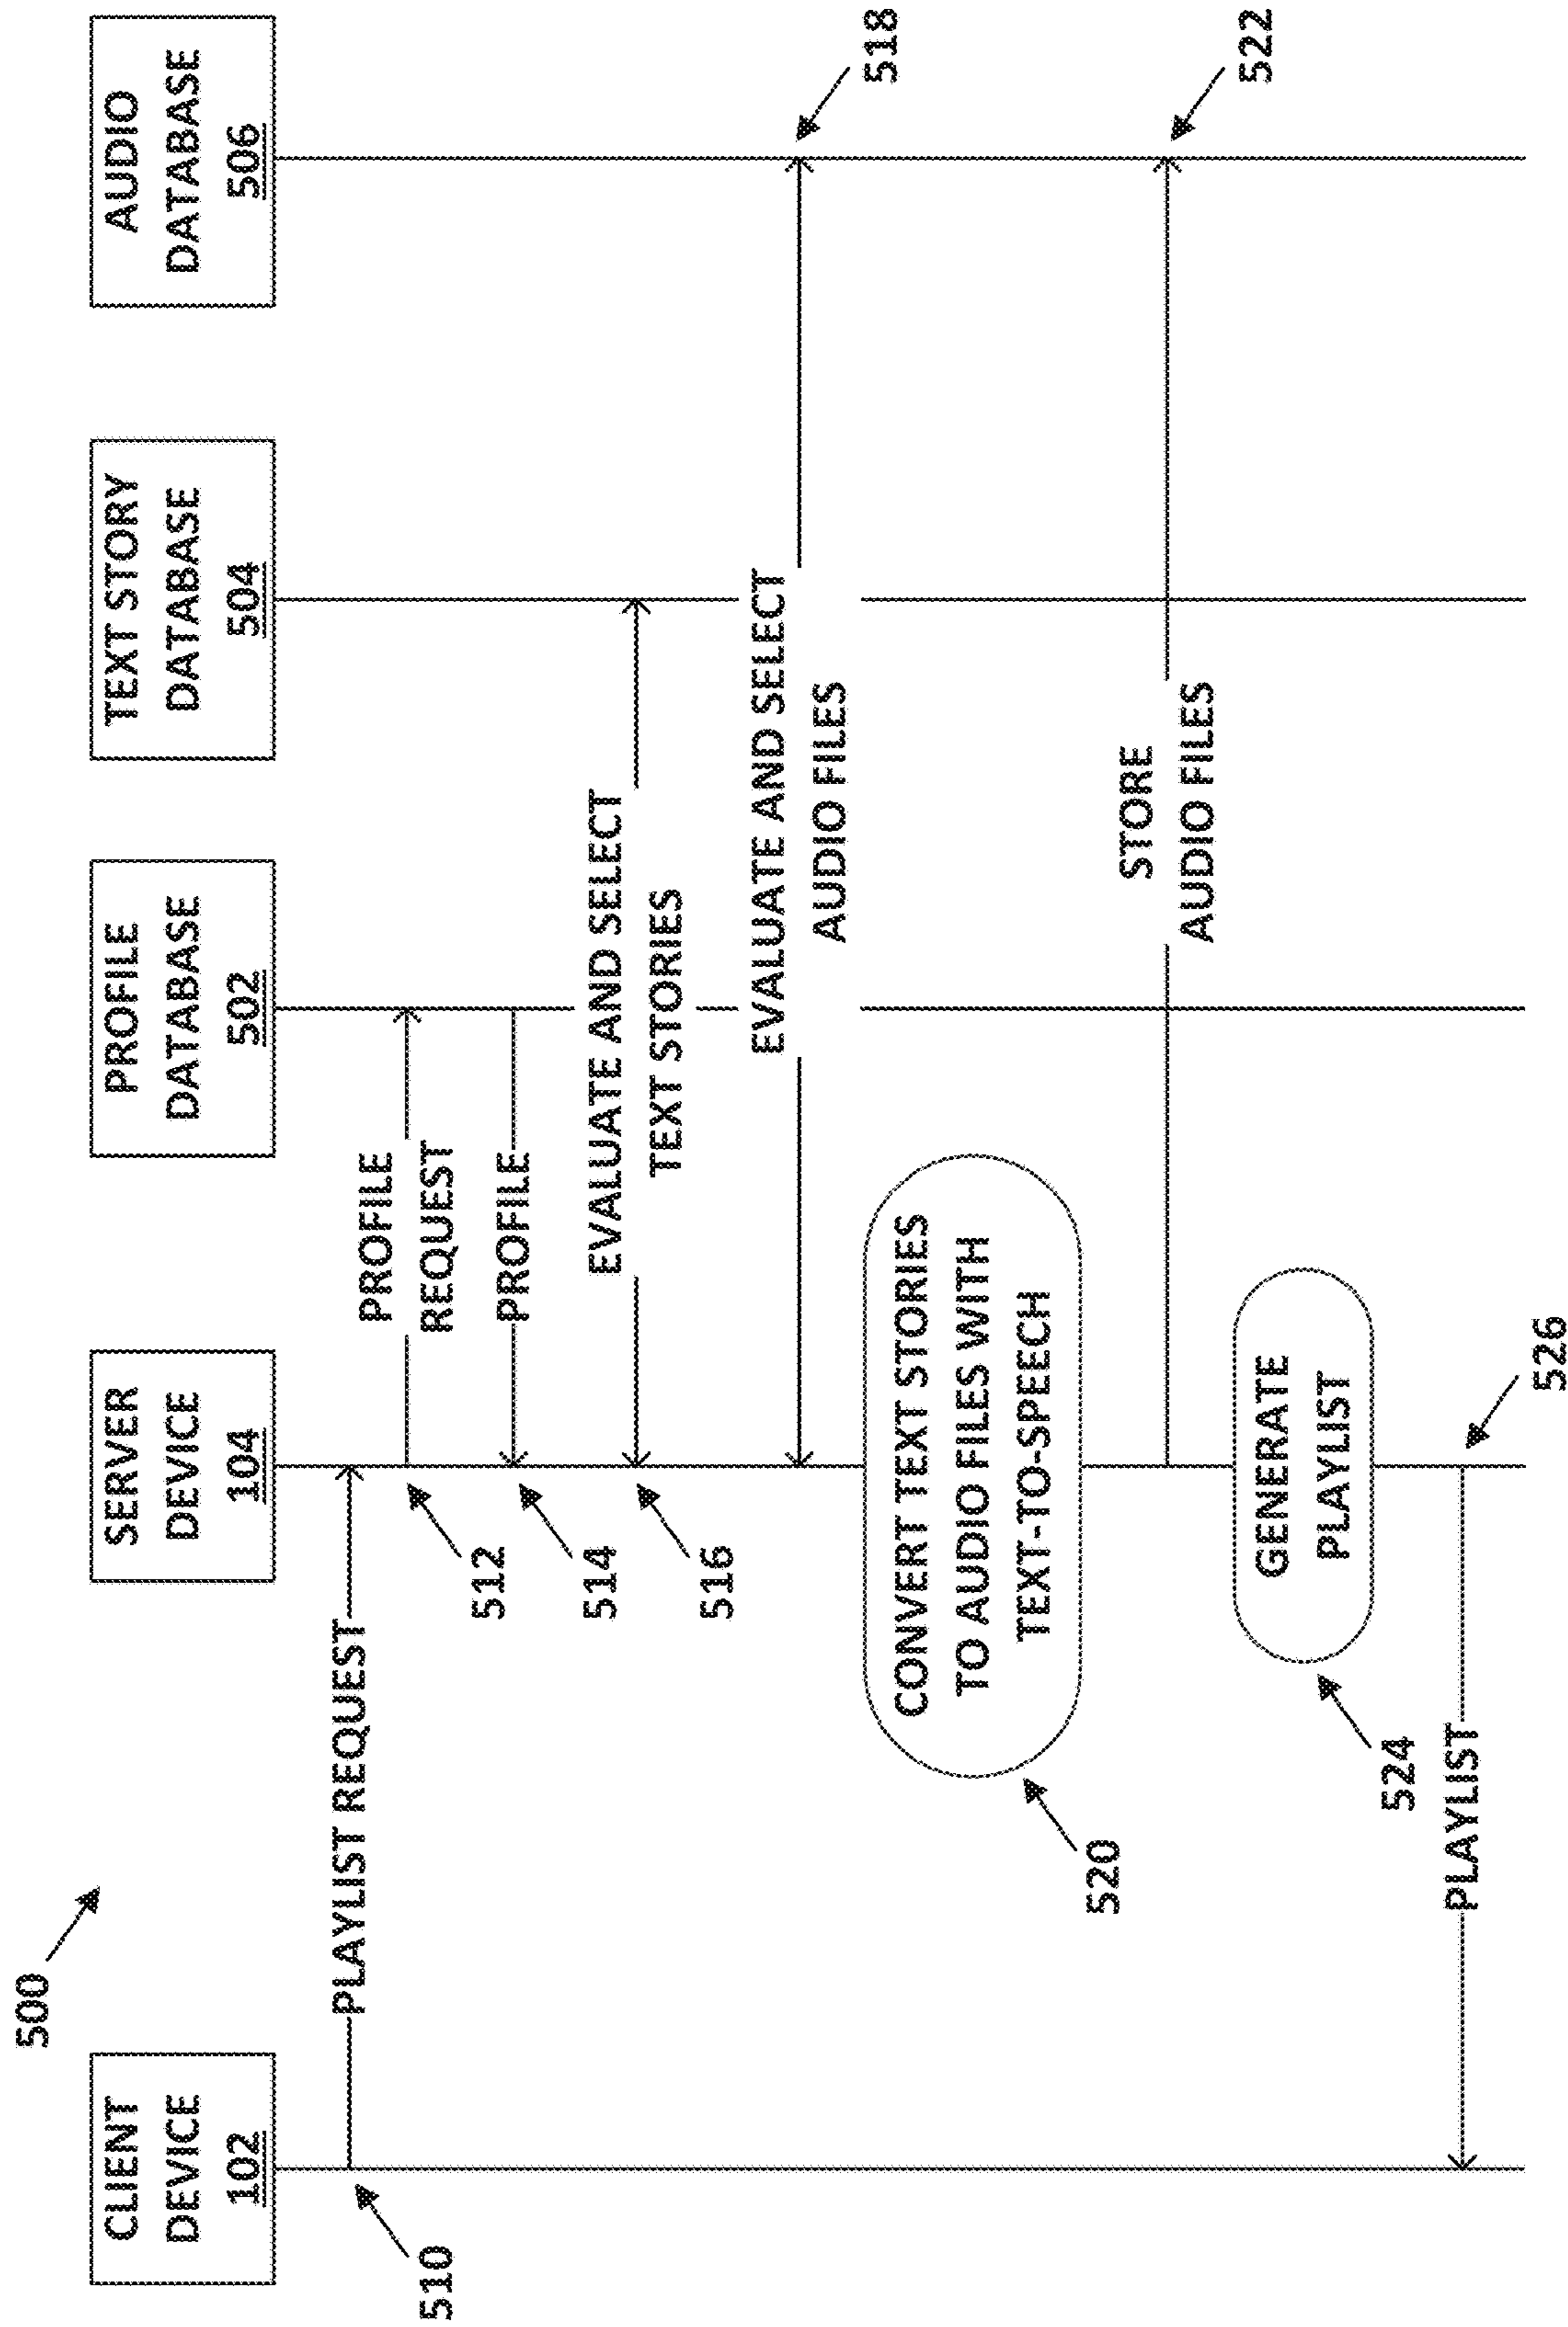 500
CLIENT
DEVICE
102
SERVER
DEVICE
104
PROFILE
DATABASE
502
TEXT STORY
DATABASE
504
AUDIO
DATABASE
506
510
PLAYLIST REQUEST
512
PROFILE
REQUEST
514
PROFILE
516
EVALUATE AND SELECT
TEXT STORIES
EVALUATE AND SELECT
AUDIO FILES
518
520
CONVERT TEXT STORIES
TO AUDIO FILES WITH
TEXT-TO-SPEECH
STORE
AUDIO FILES
522
524
GENERATE
PLAYLIST
PLAYLIST
526